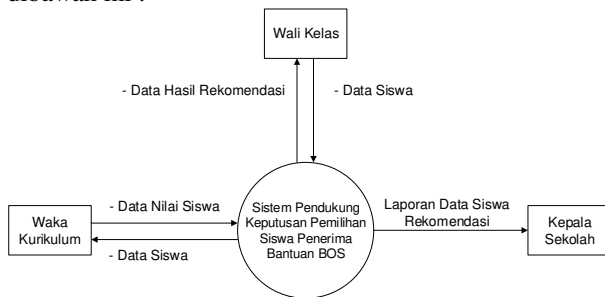 Wali Kelas
- Data Hasil Rekomendasi
- Data Siswa
Waka
Kurikulum
- Data Nilai Siswa
- Data Siswa
Sistem Pendukung
Keputusan Pemilihan
Siswa Penerima
Bantuan BOS
Laporan Data Siswa
Rekomendasi
Kepala
Sekolah